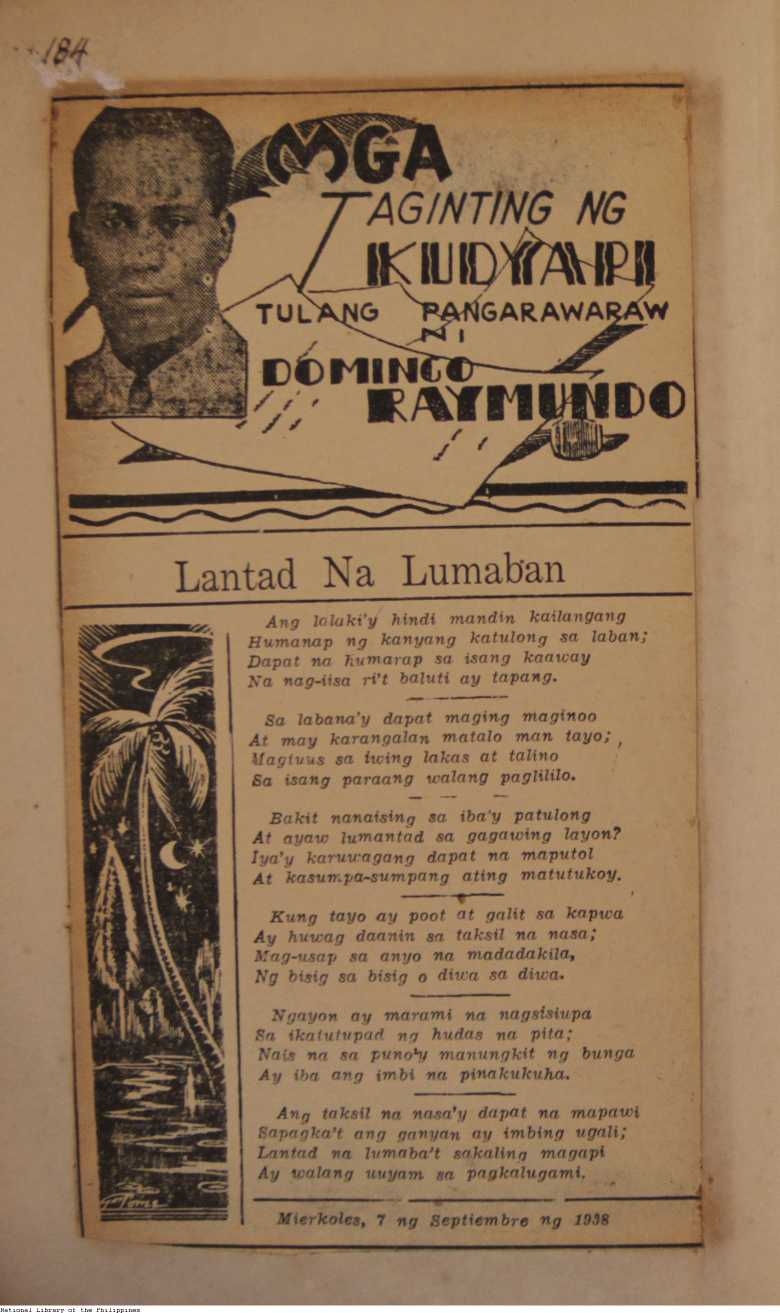 184
MGA
TAGINTING NG
KUDYAPI
TULANG PANGARAWARAW
NI
DOMINGO
RAYMUNDO
Lantad Na Lumaban
Ang lalaki'y hindi mandin kailangang
Humanap ng kanyang katulong sa laban;
Dapat na humarap sa isang kaaway
Na nag-iisa ri't baluti ay tapang.
Sa labana'y dapat maging maginoo
At may karangalan matalo man tayo;
Magtuus sa iwing lakas at talino
Sa isang paraang walang paglililo.
Bakit nanaising sa iba'y patulong
At ayaw lumantad sa gagawing layon?
Iya'y karuwagang dapat na maputol
At kasumpa-sumpang ating matutukoy.
Kung tayo ay poot at galit sa kapwa
Ay huwag daanin sa taksil na nasa;
Mag-usap sa anyo na madadakila,
Ng bisig sa bisig o diwa sa diwa.
Ngayon ay marami na nagsisiupa
Sa ikatutupad ng hudas na pita;
Nais na sa puno'y manungkit ng bunga
Ay iba ang imbi na pinakukuha.
Ang taksil na nasa'y dapat na mapawi
Sapagka't ang ganyan ay imbing ugali;
Lantad na lumaba't sakaling magapi
Ay walang uuyam sa pagkalugami.
Mierkoles, 7 ng Septiembre ng 1938
National Library of the Philippines